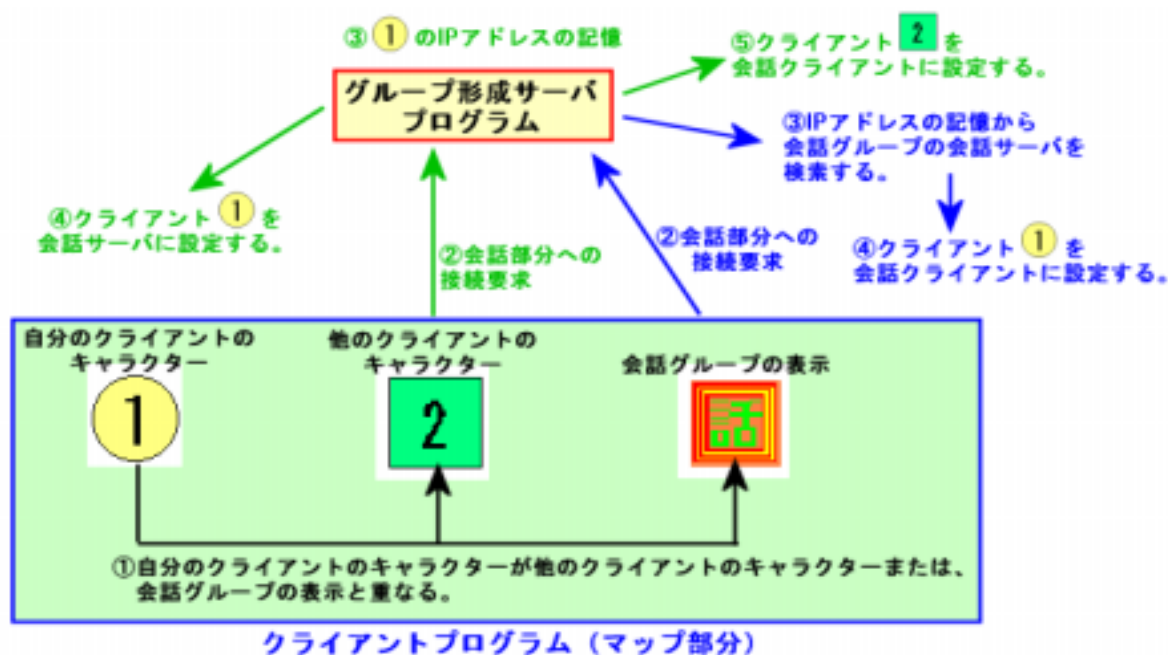 ③①のIPアドレスの記憶
⑤クライアント2を
会話クライアントに設定する。
グループ形成サーバ
プログラム
③IPアドレスの記憶から
会話グループの会話サーバを
検索する。
④クライアント①を
会話サーバに設定する。
②会話部分への
接続要求
②会話部分への
接続要求
④クライアント①を
会話クライアントに設定する。
自分のクライアントの
キャラクター
他のクライアントの
キャラクター
会話グループの表示
1
2
話
①自分のクライアントのキャラクターが他のクライアントのキャラクターまたは、
会話グループの表示と重なる。
クライアントプログラム（マップ部分）